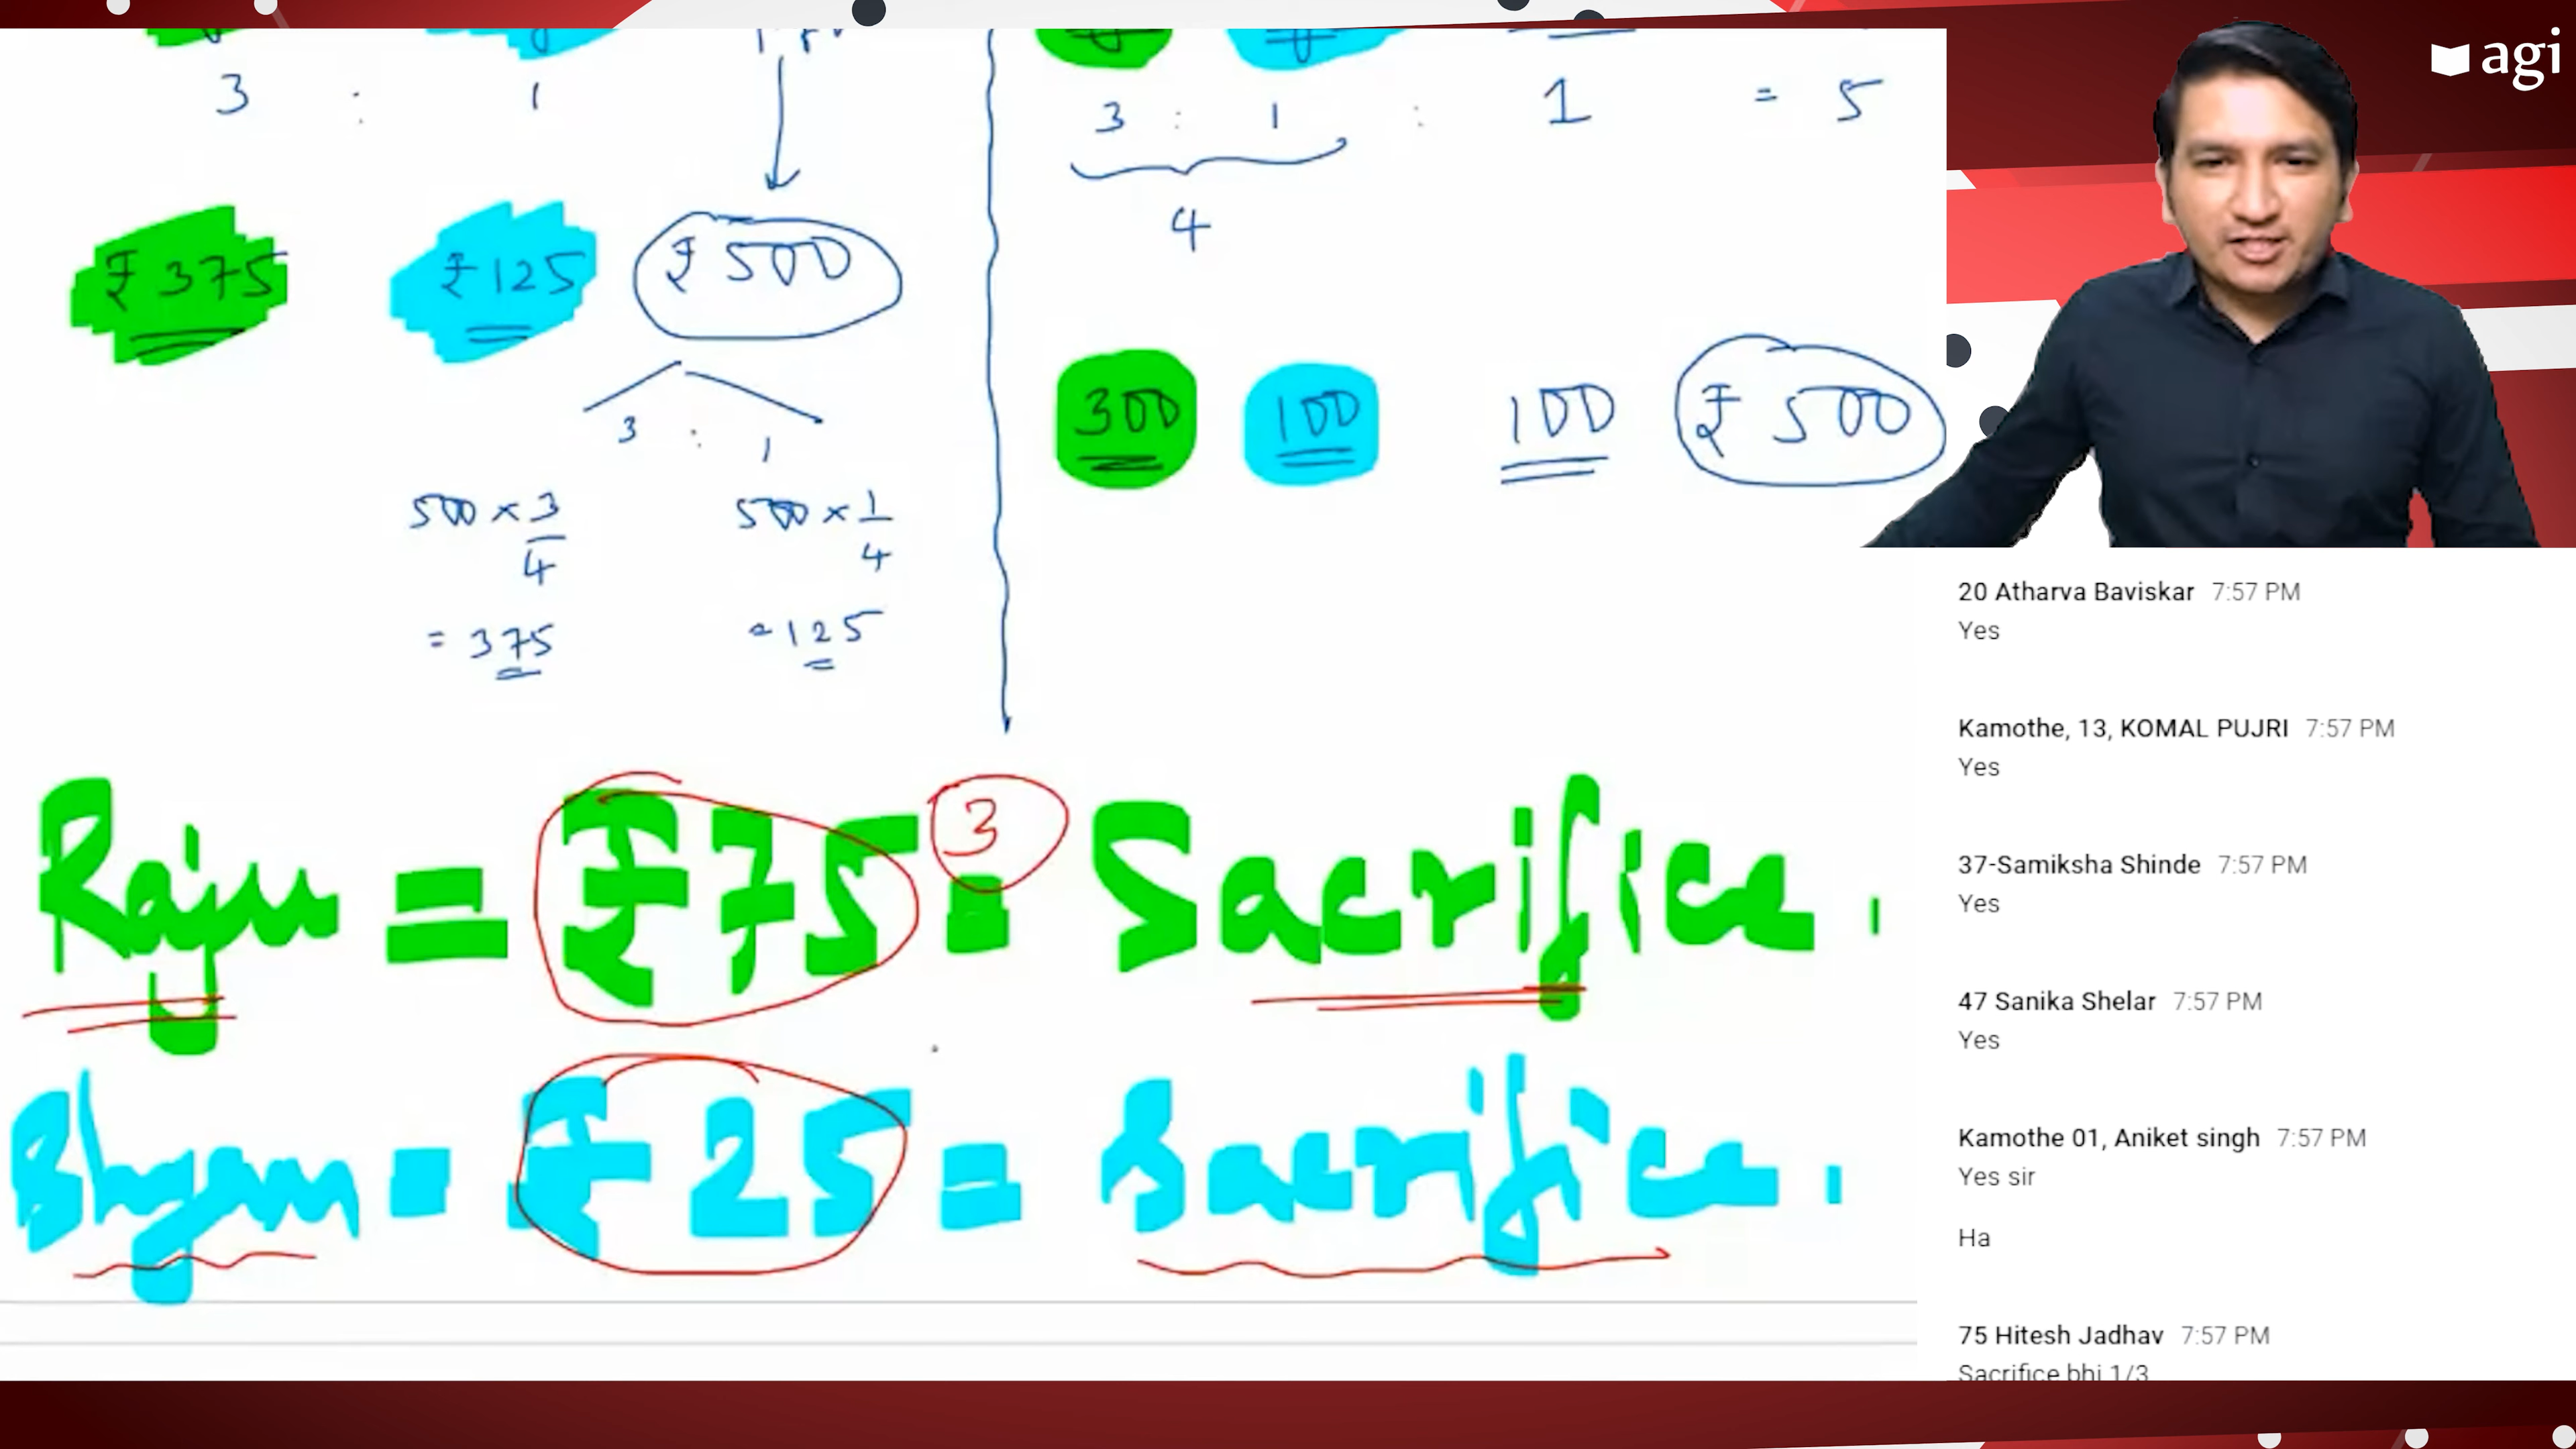 agi
3 : 1
3 : 1 : 1 = 5
4
₹ 375 ₹ 125 ₹ 500
300 100 100 ₹ 500
3 : 1
500 × 3/4 500 × 1/4
= 375 = 125
3
Raju = ₹75 = Sacrifice.
= ₹25 = Sacrifice.
20 Atharva Baviskar 7:57 PM
Yes
Kamothe, 13, KOMAL PUJRI 7:57 PM
Yes
37-Samiksha Shinde 7:57 PM
Yes
47 Sanika Shelar 7:57 PM
Yes
Kamothe 01, Aniket singh 7:57 PM
Yes sir
Ha
75 Hitesh Jadhav 7:57 PM
Sacrifice bhi 1/3